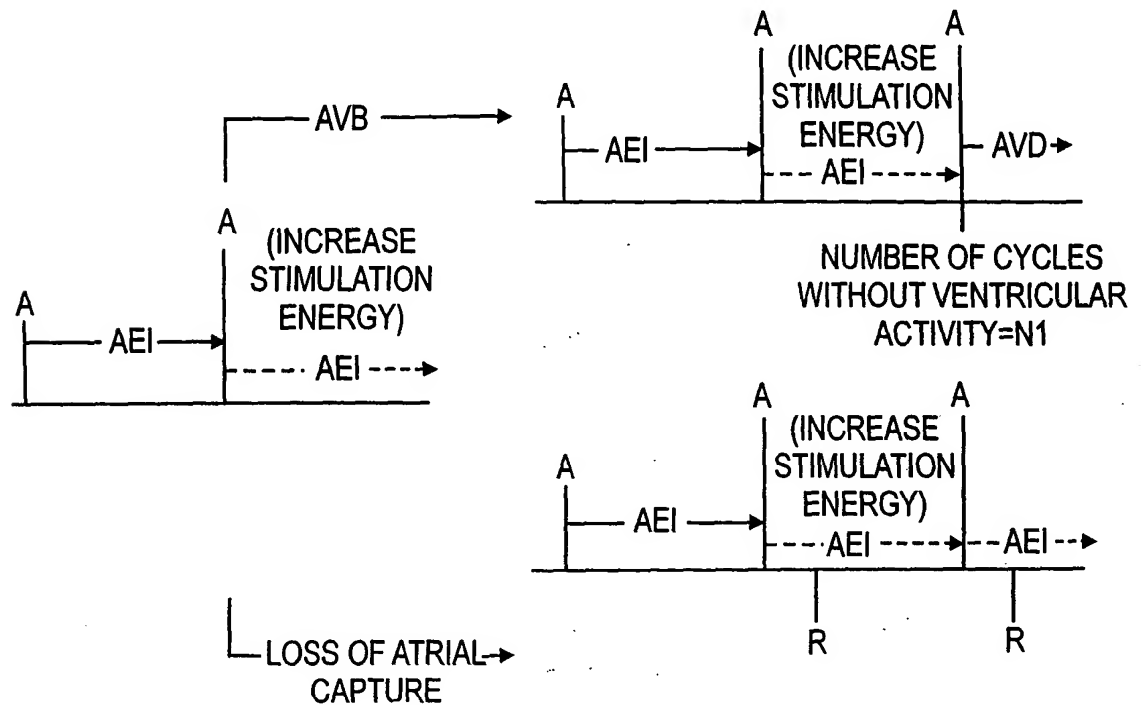 A
AEI
A
(INCREASE
STIMULATION
ENERGY)
AEI
AVB
A
AEI
A
(INCREASE
STIMULATION
ENERGY)
AEI
A
AVD
NUMBER OF CYCLES
WITHOUT VENTRICULAR
ACTIVITY=N1
LOSS OF ATRIAL
CAPTURE
A
AEI
A
(INCREASE
STIMULATION
ENERGY)
AEI
A
AEI
R
R